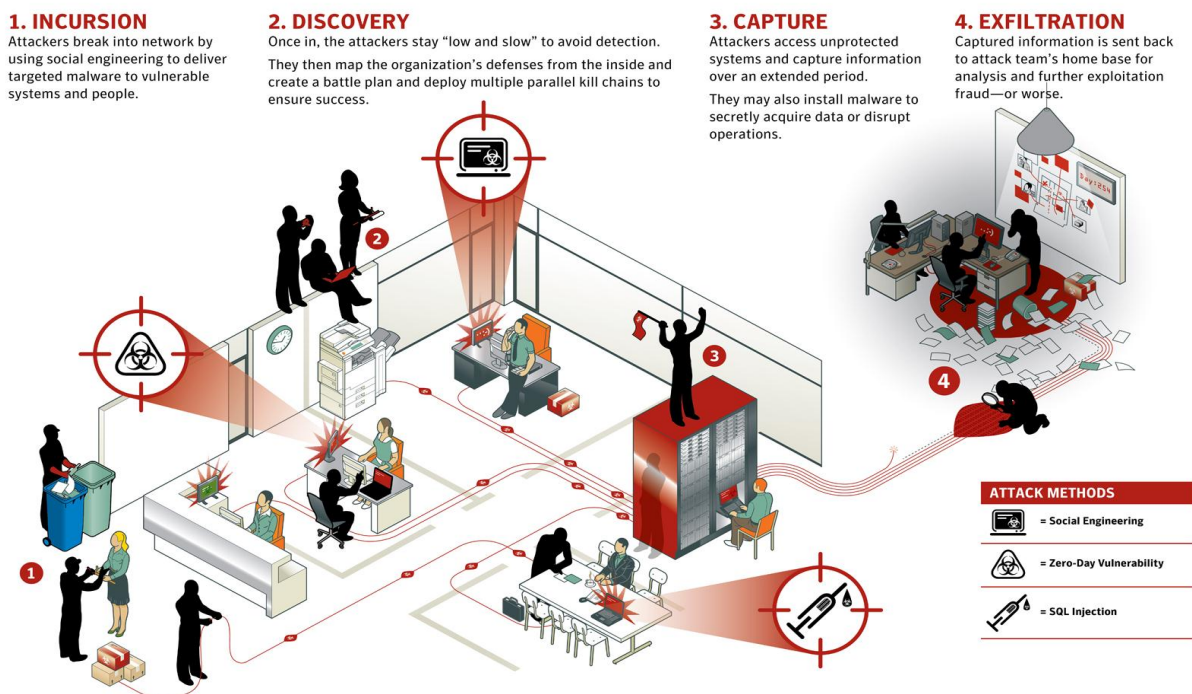 1. INCURSION
Attackers break into network by
using social engineering to deliver
targeted malware to vulnerable
systems and people.
2. DISCOVERY
Once in, the attackers stay “low and slow” to avoid detection.
They then map the organization’s defenses from the inside and
create a battle plan and deploy multiple parallel kill chains to
ensure success.
3. CAPTURE
Attackers access unprotected
systems and capture information
over an extended period.
They may also install malware to
secretly acquire data or disrupt
operations.
4. EXFILTRATION
Captured information is sent back
to attack team’s home base for
analysis and further exploitation
fraud—or worse.
Day:254
2
3
4
1
ATTACK METHODS
= Social Engineering
= Zero-Day Vulnerability
= SQL Injection